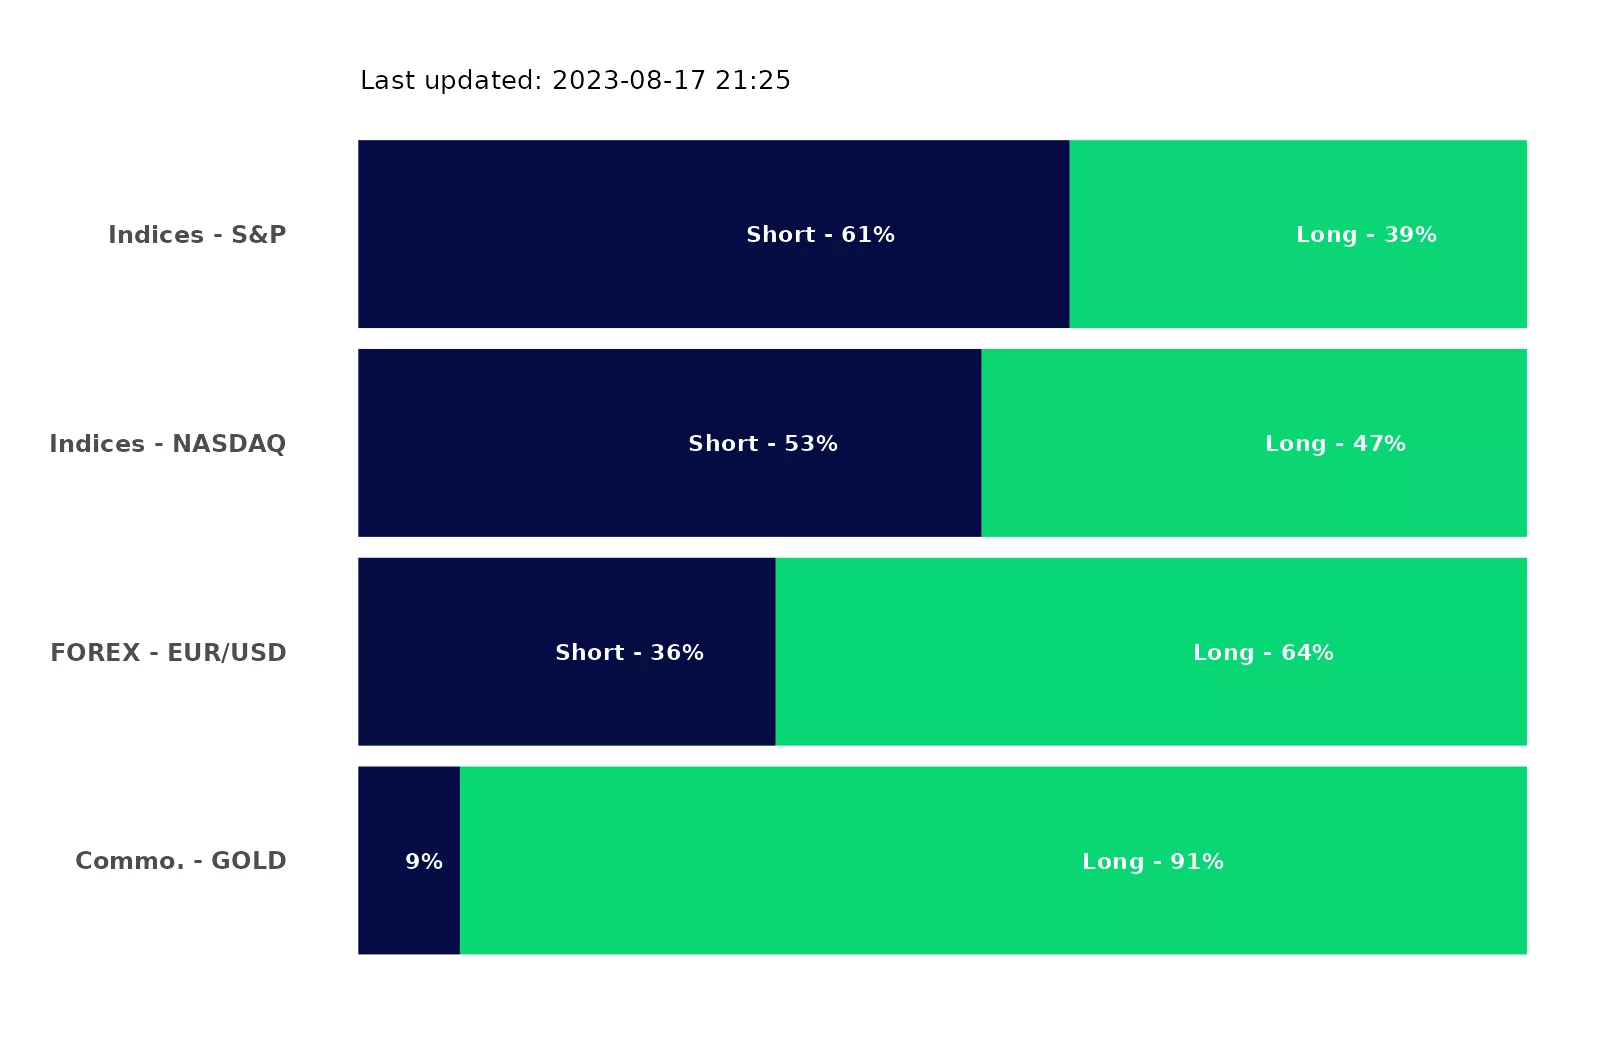 Last updated: 2023-08-17 21:25
Indices - S&P
Short - 61%
Long - 39%
Indices - NASDAQ
Short - 53%
Long - 47%
FOREX - EUR/USD
Short - 36%
Long - 64%
Commo. - GOLD
9%
Long - 91%